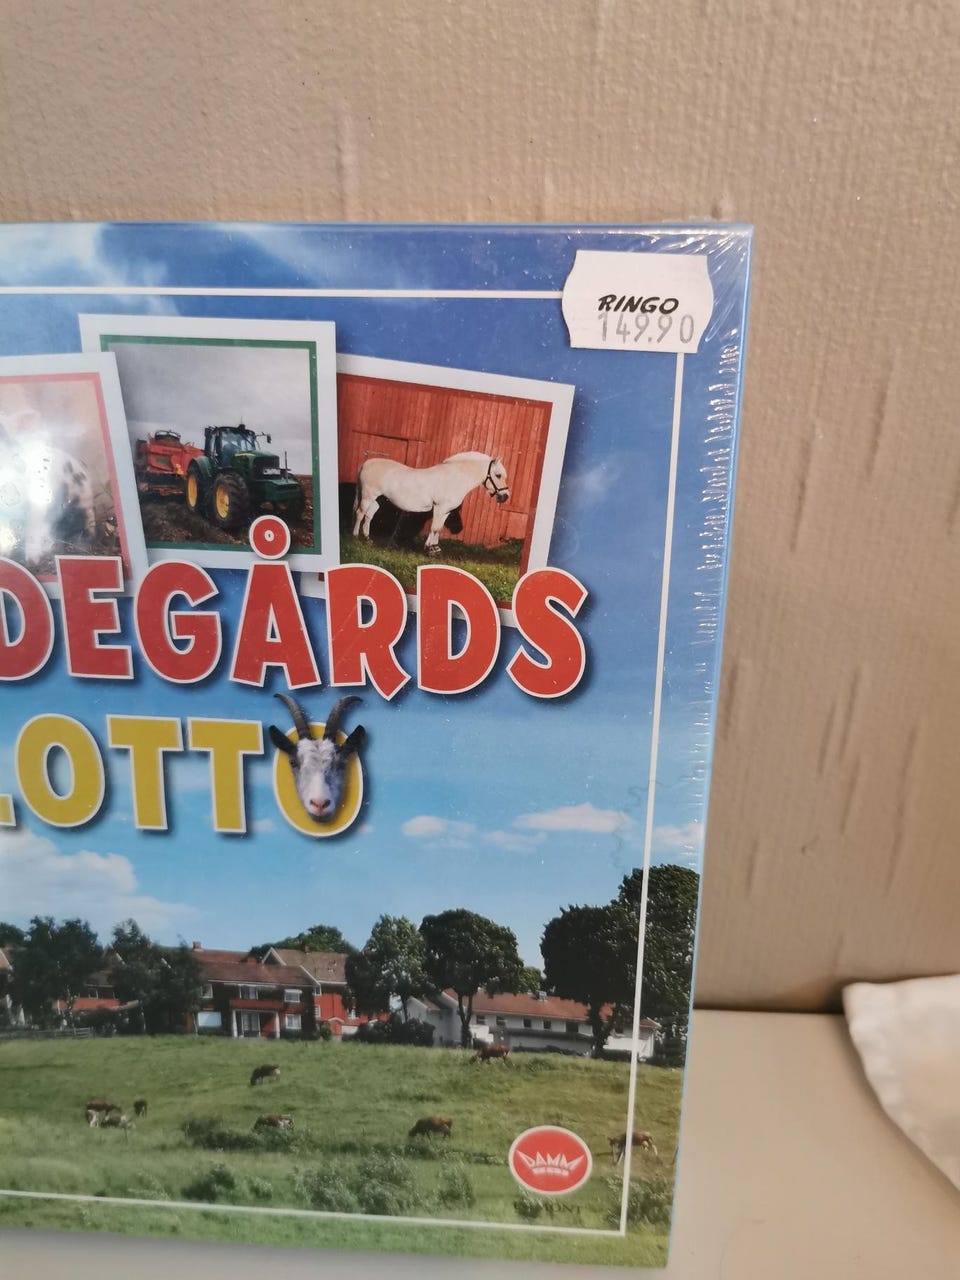 RINGO
149.90
DEGÅRDS
LOTTO
DAMM